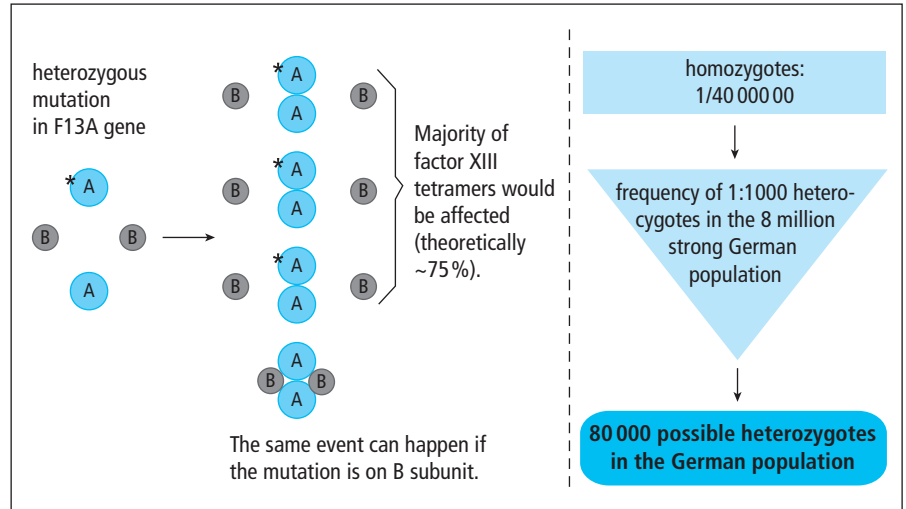 heterozygous
mutation
in F13A gene
* A
B B
A
* A
B B
A
* A
B B
A
* A
B B
A
A
B B
A
Majority of
factor XIII
tetramers would
be affected
(theoretically
~75%).
The same event can happen if
the mutation is on B subunit.
homozygotes:
1/40 000 00
frequency of 1:1000 hetero-
cygotes in the 8 million
strong German
population
80 000 possible heterozygotes
in the German population